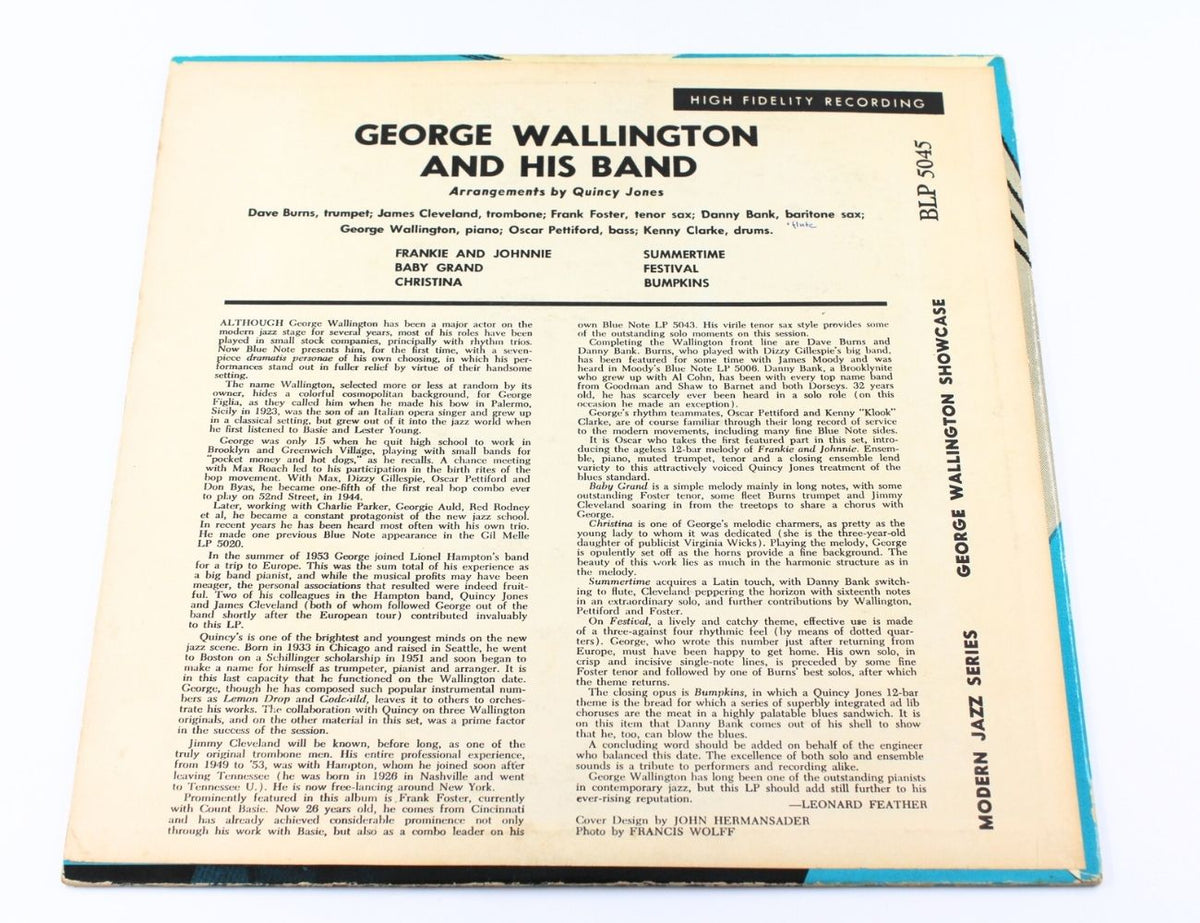 HIGH FIDELITY RECORDING
GEORGE WALLINGTON
AND HIS BAND
Arrangements by Quincy Jones
Dave Burns, trumpet; James Cleveland, trombone; Frank Foster, tenor sax; Danny Bank, baritone sax;
George Wallington, piano; Oscar Pettiford, bass; Kenny Clarke, drums.
flute
FRANKIE AND JOHNNIE
BABY GRAND
CHRISTINA
SUMMERTIME
FESTIVAL
BUMPKINS
ALTHOUGH George Wallington has been a major actor on the
modern jazz stage for several years, most of his roles have been
played in small stock companies, principally with rhythm trios.
Now Blue Note presents him, for the first time, with a seven-
piece dramatis personae of his own choosing, in which his per-
formances stand out in fuller relief by virtue of their handsome
setting.
The name Wallington, selected more or less at random by its
owner, hides a colorful cosmopolitan background, for George
Figlia, as they called him when he made his bow in Palermo,
Sicily in 1923, was the son of an Italian opera singer and grew up
in a classical setting, but grew out of it into the jazz world when
he first listened to Basie and Lester Young.
George was only 15 when he quit high school to work in
Brooklyn and Greenwich Village, playing with small bands for
"pocket money and hot dogs," as he recalls. A chance meeting
with Max Roach led to his participation in the birth rites of the
bop movement. With Max, Dizzy Gillespie, Oscar Pettiford and
Don Byas, he became one-fifth of the first real bop combo ever
to play on 52nd Street, in 1944.
Later, working with Charlie Parker, Georgie Auld, Red Rodney
et al, he became a constant protagonist of the new jazz school.
In recent years he has been heard most often with his own trio.
He made one previous Blue Note appearance in the Gil Melle
LP 5020.
In the summer of 1953 George joined Lionel Hampton's band
for a trip to Europe. This was the sum total of his experience as
a big band pianist, and while the musical profits may have been
meager, the personal associations that resulted were indeed fruit-
ful. Two of his colleagues in the Hampton band, Quincy Jones
and James Cleveland (both of whom followed George out of the
band shortly after the European tour) contributed invaluably
to this LP.
Quincy's is one of the brightest and youngest minds on the new
jazz scene. Born in 1933 in Chicago and raised in Seattle, he went
to Boston on a Schillinger scholarship in 1951 and soon began to
make a name for himself as trumpeter, pianist and arranger. It is
in this last capacity that he functioned on the Wallington date.
George, though he has composed such popular instrumental num-
bers as Lemon Drop and Godchild, leaves it to others to orches-
trate his works. The collaboration with Quincy on three Wallington
originals, and on the other material in this set, was a prime factor
in the success of the session.
Jimmy Cleveland will be known, before long, as one of the
truly original trombone men. His entire professional experience,
from 1949 to '53, was with Hampton, whom he joined soon after
leaving Tennessee (he was born in 1926 in Nashville and went
to Tennessee U.). He is now free-lancing around New York.
Prominently featured in this album is Frank Foster, currently
with Count Basie. Now 26 years old, he comes from Cincinnati
and has already achieved considerable prominence not only
through his work with Basie, but also as a combo leader on his
own Blue Note LP 5043. His virile tenor sax style provides some
of the outstanding solo moments on this session.
Completing the Wallington front line are Dave Burns and
Danny Bank. Burns, who played with Dizzy Gillespie's big band,
has been featured for some time with James Moody and was
heard in Moody's Blue Note LP 5006. Danny Bank, a Brooklynite
who grew up with Al Cohn, has been with every top name band
from Goodman and Shaw to Barnet and both Dorseys. 32 years
old, he has scarcely ever been heard in a solo role (on this
occasion he made an exception).
George's rhythm teammates, Oscar Pettiford and Kenny "Klook"
Clarke, are of course familiar through their long record of service
to the modern movements, including many fine Blue Note sides.
It is Oscar who takes the first featured part in this set, intro-
ducing the ageless 12-bar melody of Frankie and Johnnie. Ensem-
ble, piano, muted trumpet, tenor and a closing ensemble lend
variety to this attractively voiced Quincy Jones treatment of the
blues standard.
Baby Grand is a simple melody mainly in long notes, with some
outstanding Foster tenor, some fleet Burns trumpet and Jimmy
Cleveland soaring in from the treetops to share a chorus with
George.
Christina is one of George's melodic charmers, as pretty as the
young lady to whom it was dedicated (she is the three-year-old
daughter of publicist Virginia Wicks). Playing the melody, George
is opulently set off as the horns provide a fine background. The
beauty of this work lies as much in the harmonic structure as in
the melody.
Summertime acquires a Latin touch, with Danny Bank switch-
ing to flute, Cleveland peppering the horizon with sixteenth notes
in an extraordinary solo, and further contributions by Wallington,
Pettiford and Foster.
On Festival, a lively and catchy theme, effective use is made
of a three-against four rhythmic feel (by means of dotted quar-
ters). George, who wrote this number just after returning from
Europe, must have been happy to get home. His own solo, in
crisp and incisive single-note lines, is preceded by some fine
Foster tenor and followed by one of Burns' best solos, after which
the theme returns.
The closing opus is Bumpkins, in which a Quincy Jones 12-bar
theme is the bread for which a series of superbly integrated ad lib
choruses are the meat in a highly palatable blues sandwich. It is
on this item that Danny Bank comes out of his shell to show
that he, too, can blow the blues.
A concluding word should be added on behalf of the engineer
who balanced this date. The excellence of both solo and ensemble
sounds is a tribute to performers and recording alike.
George Wallington has long been one of the outstanding pianists
in contemporary jazz, but this LP should add still further to his
ever-rising reputation.
—LEONARD FEATHER
Cover Design by JOHN HERMANSADER
Photo by FRANCIS WOLFF
BLP 5045
GEORGE WALLINGTON SHOWCASE
MODERN JAZZ SERIES